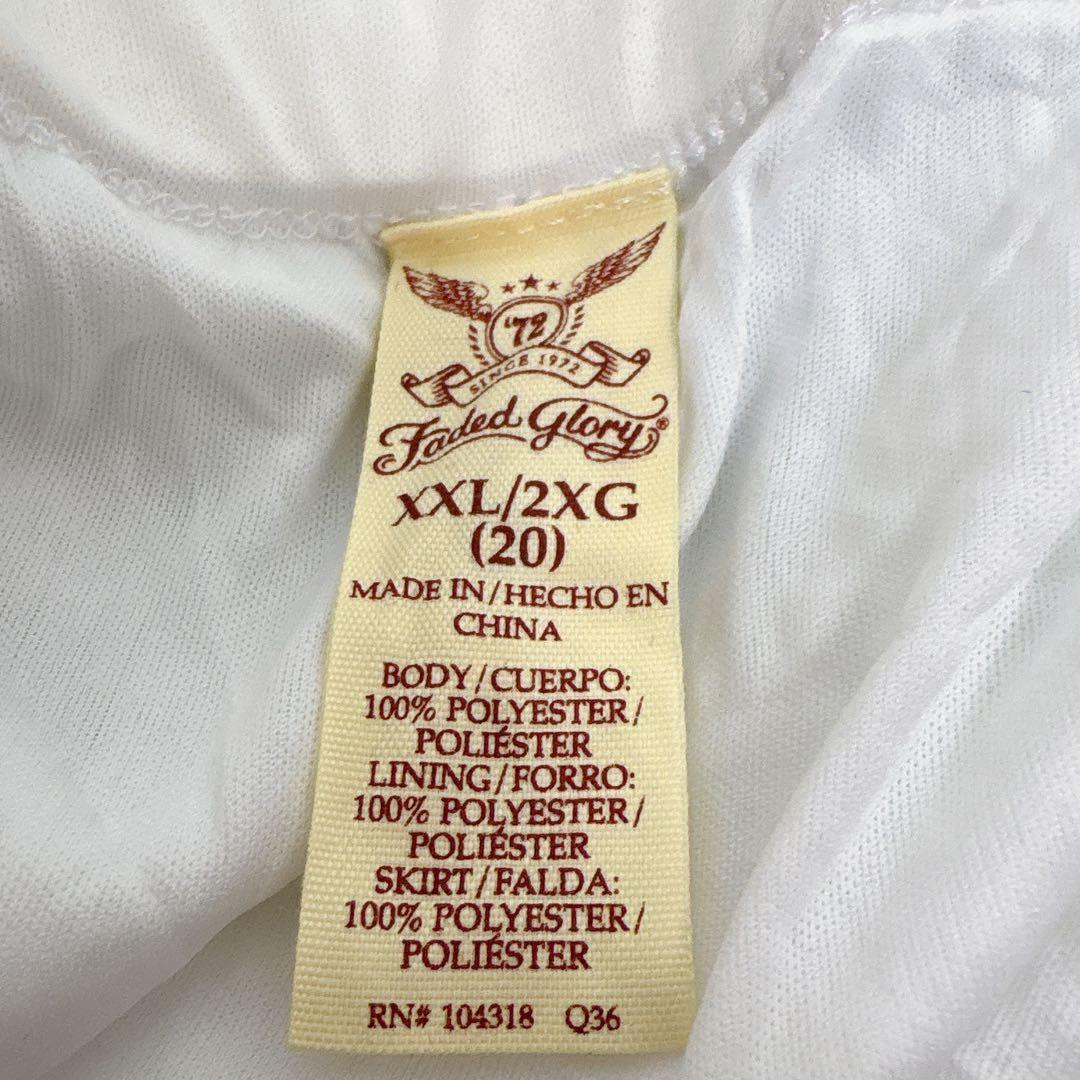 '72
SINCE 1972
Faded Glory®
XXL/2XG
(20)
MADE IN/HECHO EN
CHINA
BODY/CUERPO:
100% POLYESTER/
POLIÉSTER
LINING/FORRO:
100% POLYESTER/
POLIÉSTER
SKIRT/FALDA:
100% POLYESTER/
POLIÉSTER
RN# 104318 Q36